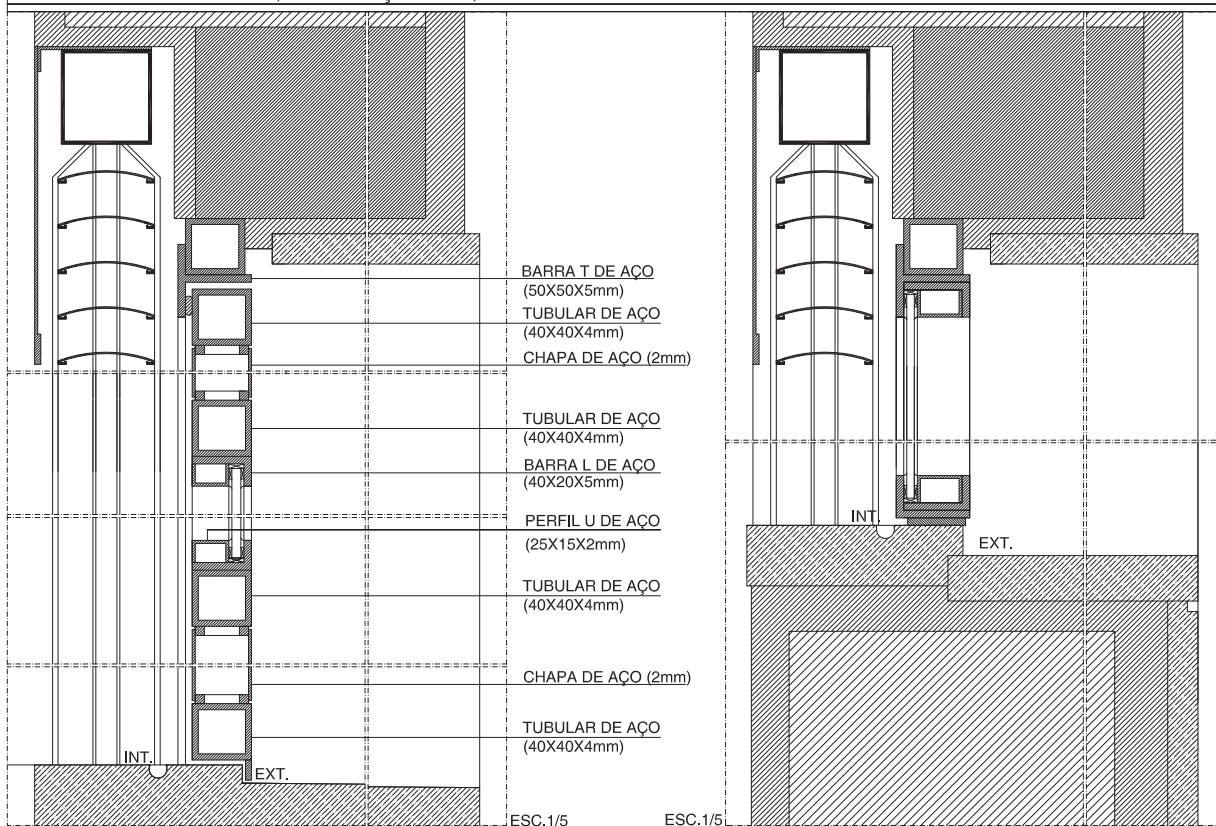 BARRA T DE AÇO
(50X50X5mm)
TUBULAR DE AÇO
(40X40X4mm)
CHAPA DE AÇO (2mm)
TUBULAR DE AÇO
(40X40X4mm)
BARRA L DE AÇO
(40X20X5mm)
PERFIL U DE AÇO
(25X15X2mm)
TUBULAR DE AÇO
(40X40X4mm)
CHAPA DE AÇO (2mm)
TUBULAR DE AÇO
(40X40X4mm)
INT.
EXT.
INT.
EXT.
ESC.1/5
ESC.1/5